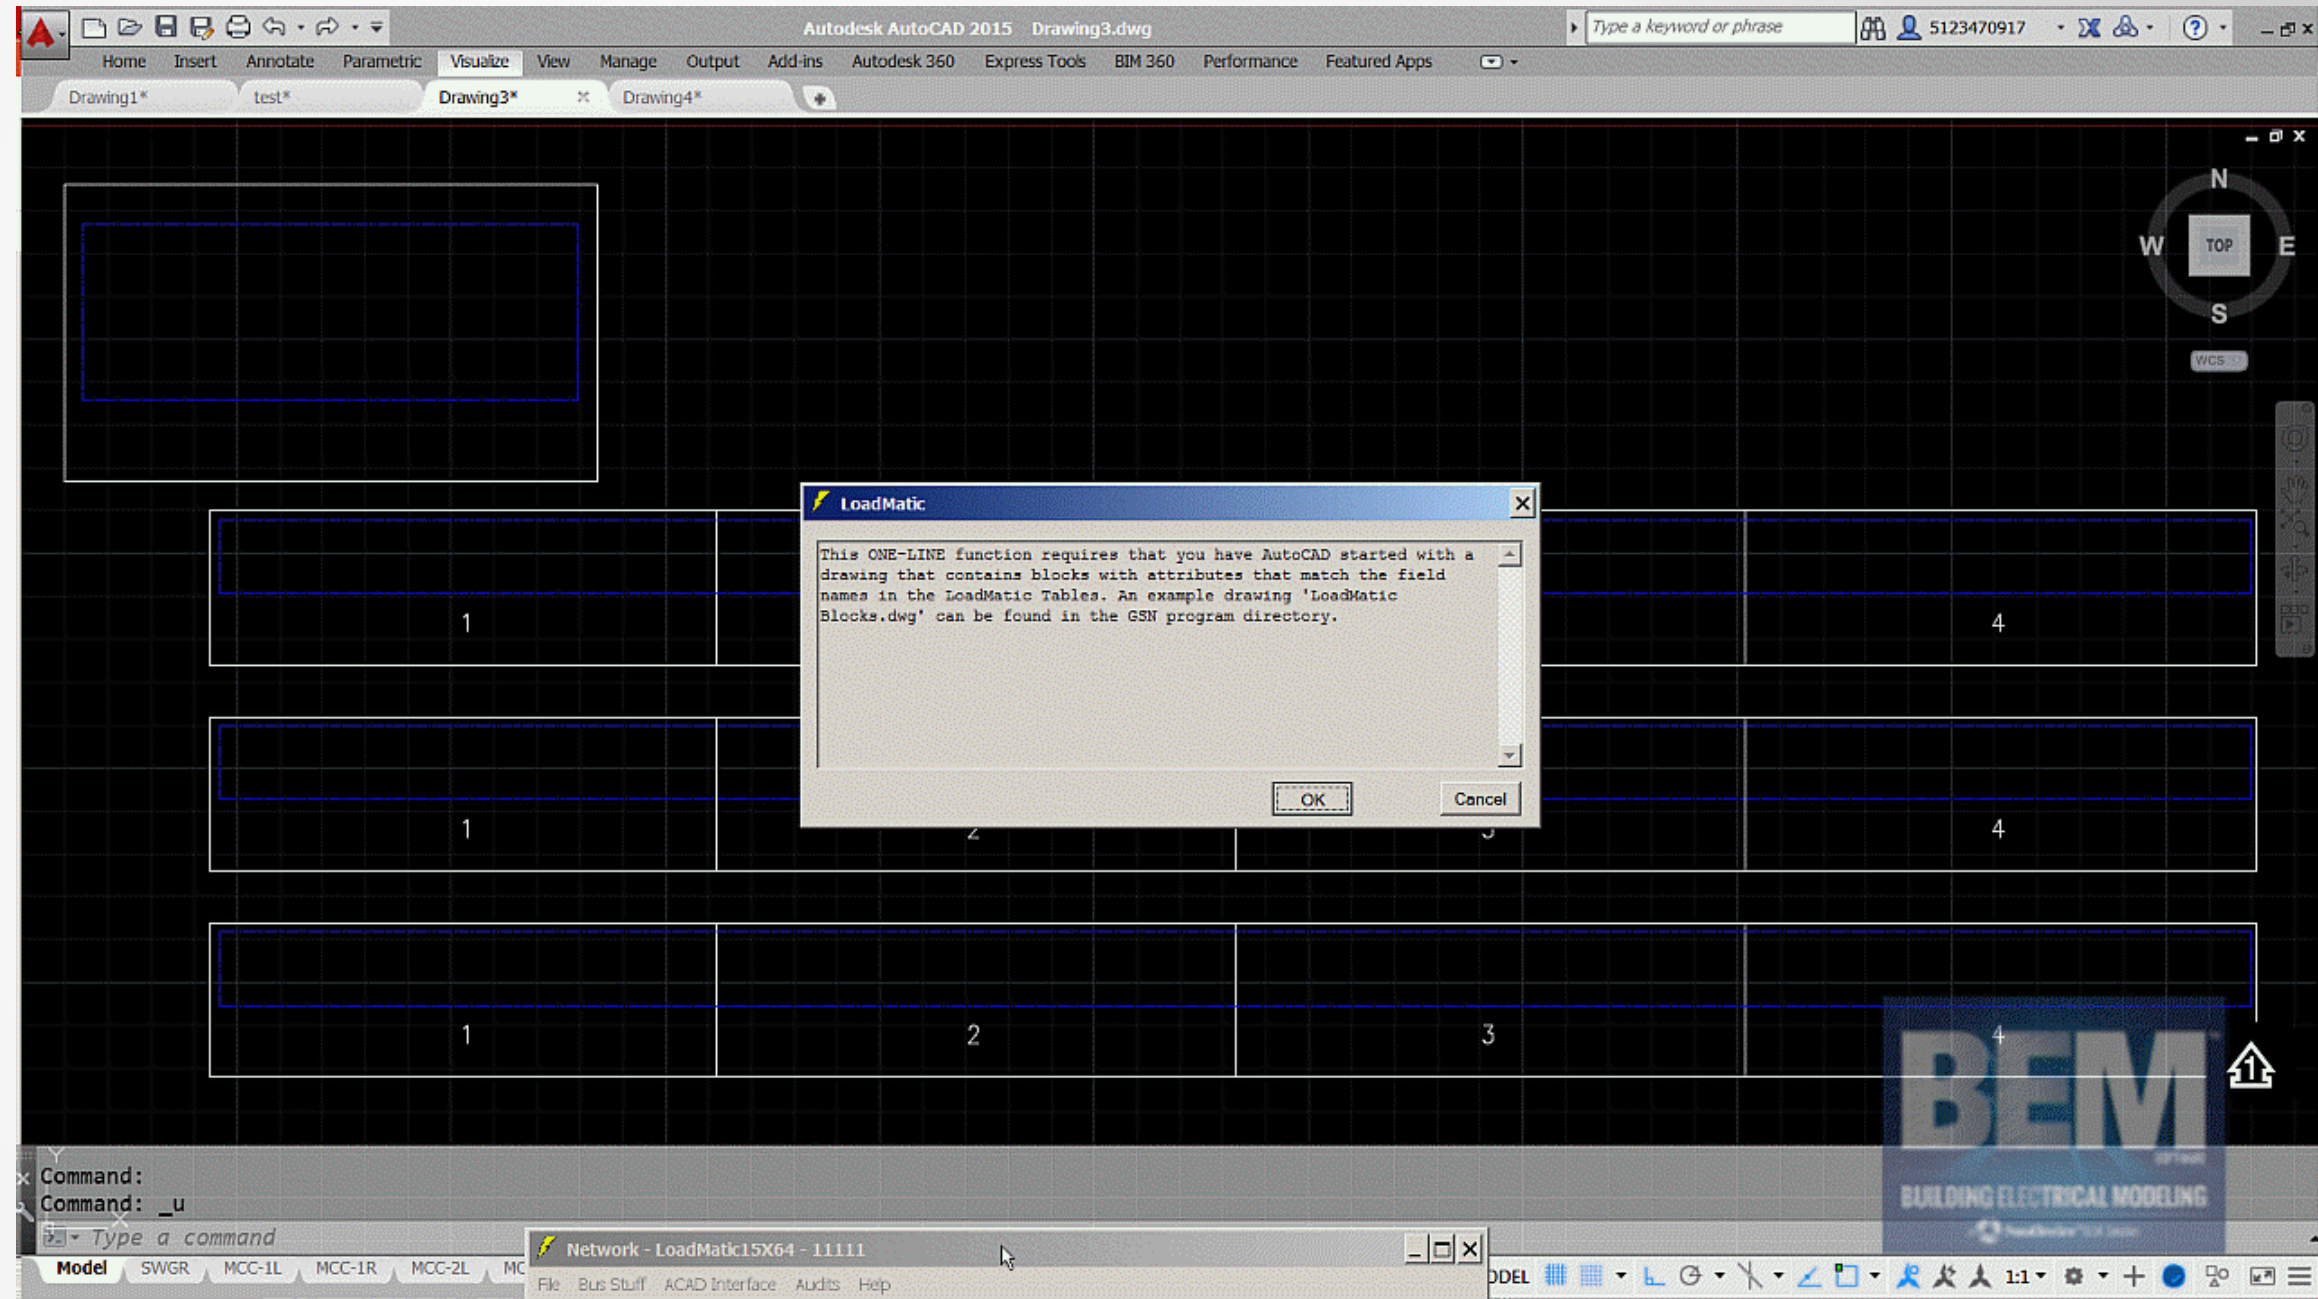 Autodesk AutoCAD 2015 Drawing3.dwg
Type a keyword or phrase
5123470917
Home Insert Annotate Parametric Visualize View Manage Output Add-ins Autodesk 360 Express Tools BIM 360 Performance Featured Apps
Drawing1* test* Drawing3* Drawing4*
N
W TOP E
S
WCS
LoadMatic
This ONE-LINE function requires that you have AutoCAD started with a
drawing that contains blocks with attributes that match the field
names in the LoadMatic Tables. An example drawing 'LoadMatic
Blocks.dwg' can be found in the GSN program directory.
OK Cancel
1 4
1 2 3 4
1 2 3 4
1
BEM
SOFTWARE
BUILDING ELECTRICAL MODELING
Y
Command:
Command: _u
X
Type a command
Network - LoadMatic15X64 - 11111
File Bus Stuff ACAD Interface Audits Help
Model SWGR MCC-1L MCC-1R MCC-2L MC
ODEL 1:1